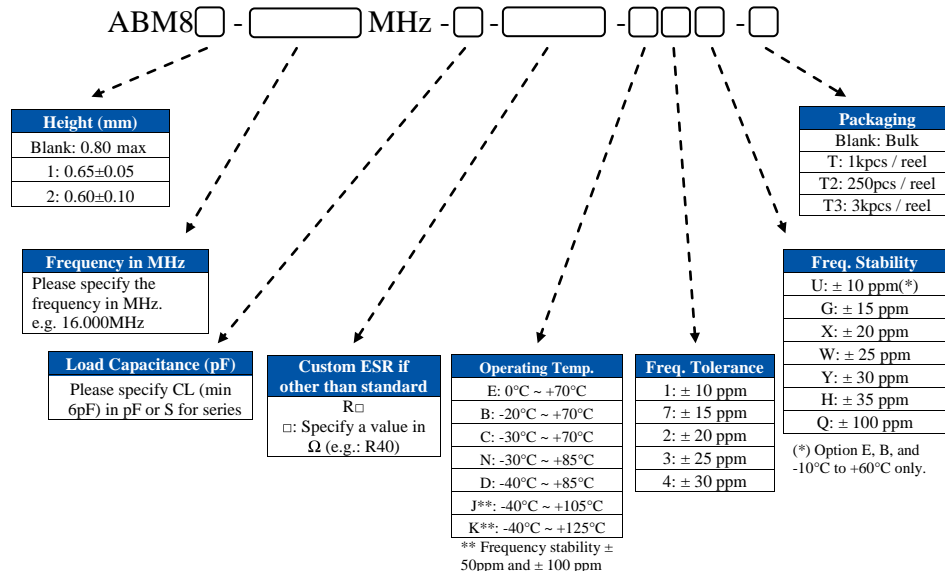 ABM8□ - □ MHz - □ - □ - □□□ - □
Height (mm)
Blank: 0.80 max
1: 0.65±0.05
2: 0.60±0.10
Packaging
Blank: Bulk
T: 1kpcs / reel
T2: 250pcs / reel
T3: 3kpcs / reel
Frequency in MHz
Please specify the
frequency in MHz.
e.g. 16.000MHz
Freq. Stability
U: ± 10 ppm(*)
G: ± 15 ppm
X: ± 20 ppm
W: ± 25 ppm
Y: ± 30 ppm
H: ± 35 ppm
Q: ± 100 ppm
(*) Option E, B, and
-10°C to +60°C only.
Load Capacitance (pF)
Please specify CL (min
6pF) in pF or S for series
Custom ESR if
other than standard
R□
□: Specify a value in
Ω (e.g.: R40)
Operating Temp.
E: 0°C ~ +70°C
B: -20°C ~ +70°C
C: -30°C ~ +70°C
N: -30°C ~ +85°C
D: -40°C ~ +85°C
J**: -40°C ~ +105°C
K**: -40°C ~ +125°C
** Frequency stability ±
50ppm and ± 100 ppm
Freq. Tolerance
1: ± 10 ppm
7: ± 15 ppm
2: ± 20 ppm
3: ± 25 ppm
4: ± 30 ppm